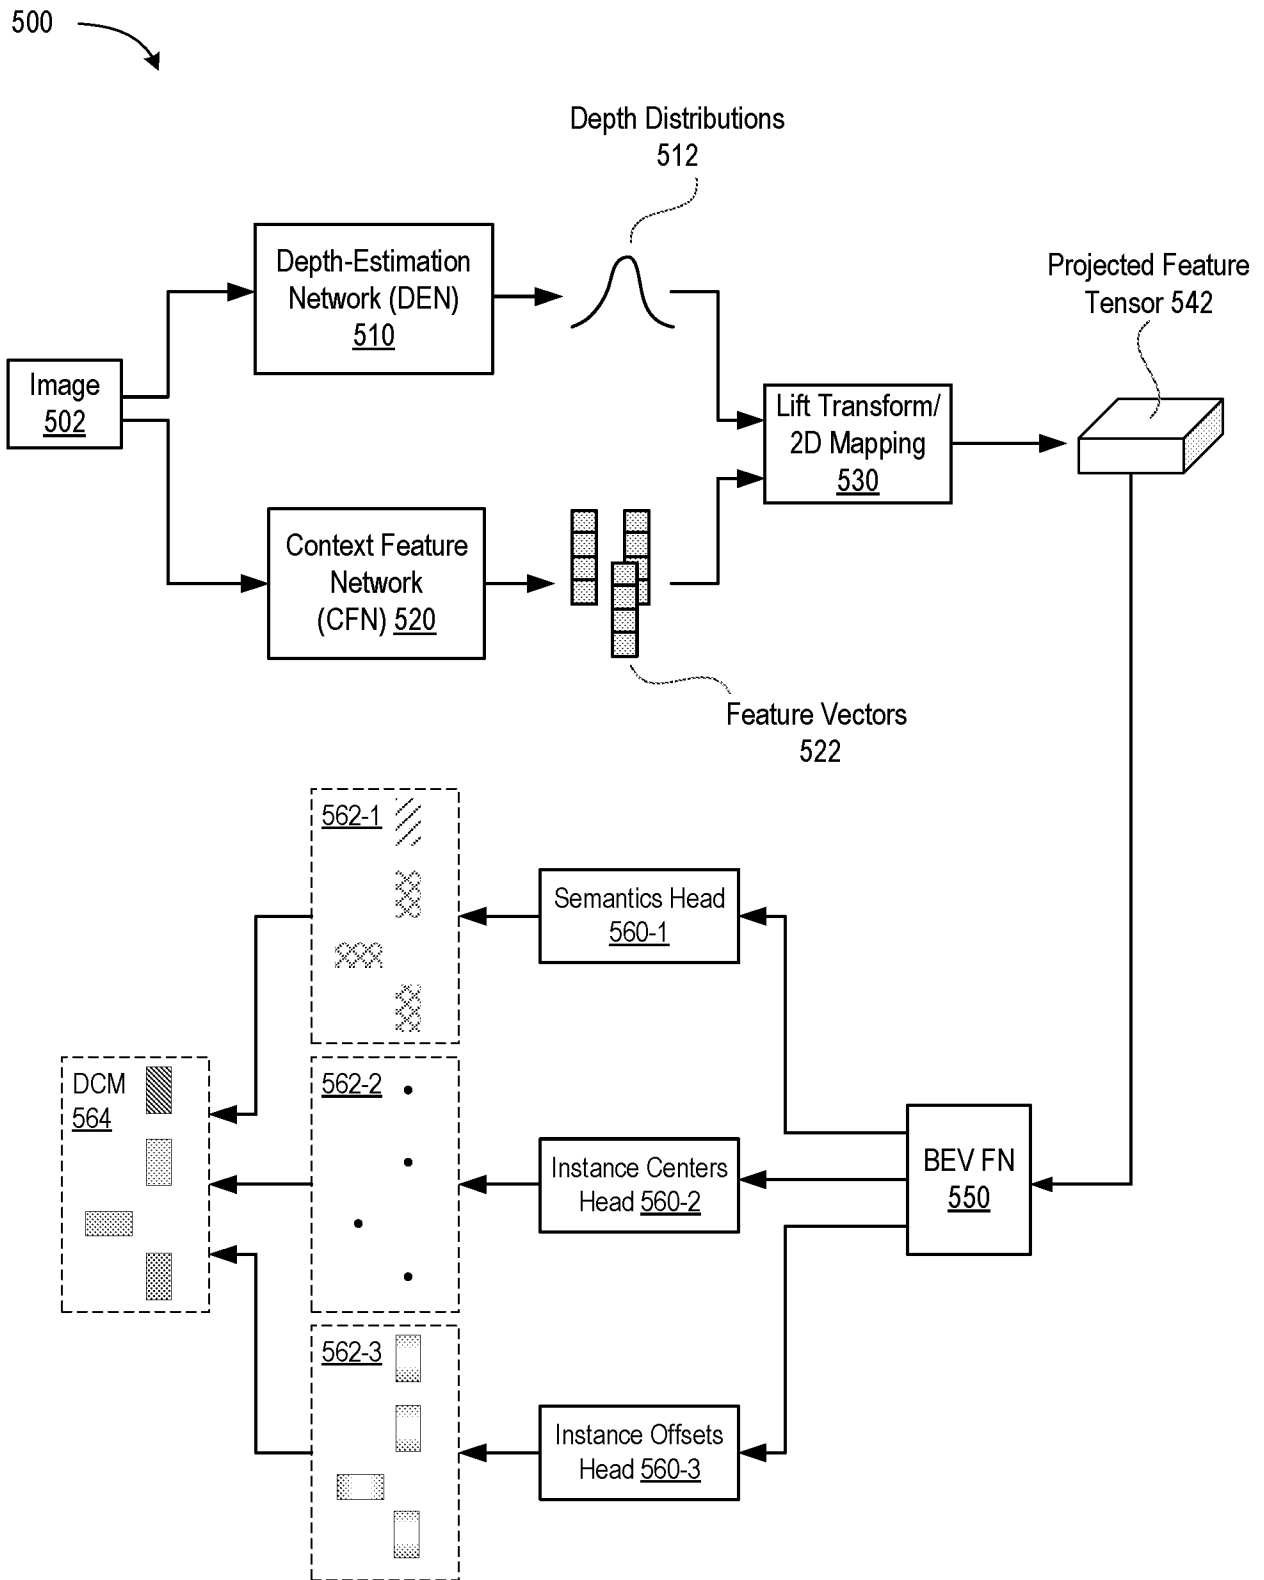 500
Depth Distributions
512
Depth-Estimation
Network (DEN)
510
Projected Feature
Tensor 542
Image
502
Lift Transform/
2D Mapping
530
Context Feature
Network
(CFN) 520
Feature Vectors
522
562-1
Semantics Head
560-1
DCM
564
562-2
Instance Centers
Head 560-2
BEV FN
550
562-3
Instance Offsets
Head 560-3